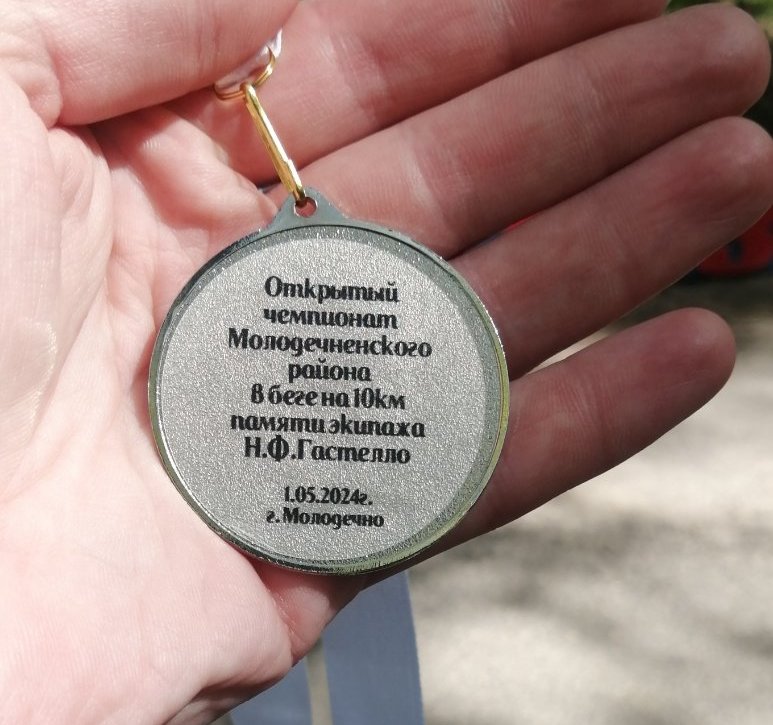 Открытый
чемпионат
Молодечненского
района
в беге на 10км
памяти экипажа
Н.Ф.Гастелло
1.05.2024г.
г.Молодечно